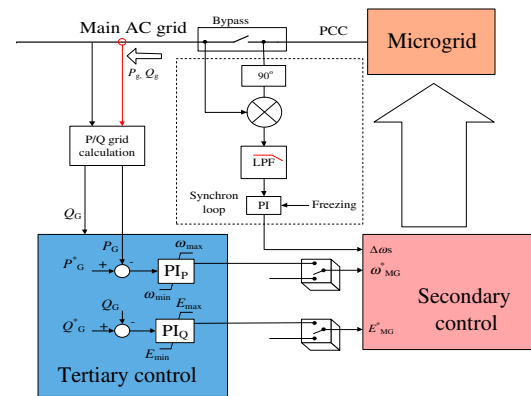 Main AC grid
Bypass
PCC
Microgrid
Pg, Qg
90°
P/Q grid
calculation
LPF
Synchron
loop
PI
Freezing
QG
PG
ωmax
Δωs
P*G
+
-
PIP
ω*MG
ωmin
QG
Emax
Secondary
control
Q*G
+
-
PIQ
E*MG
Emin
Tertiary control